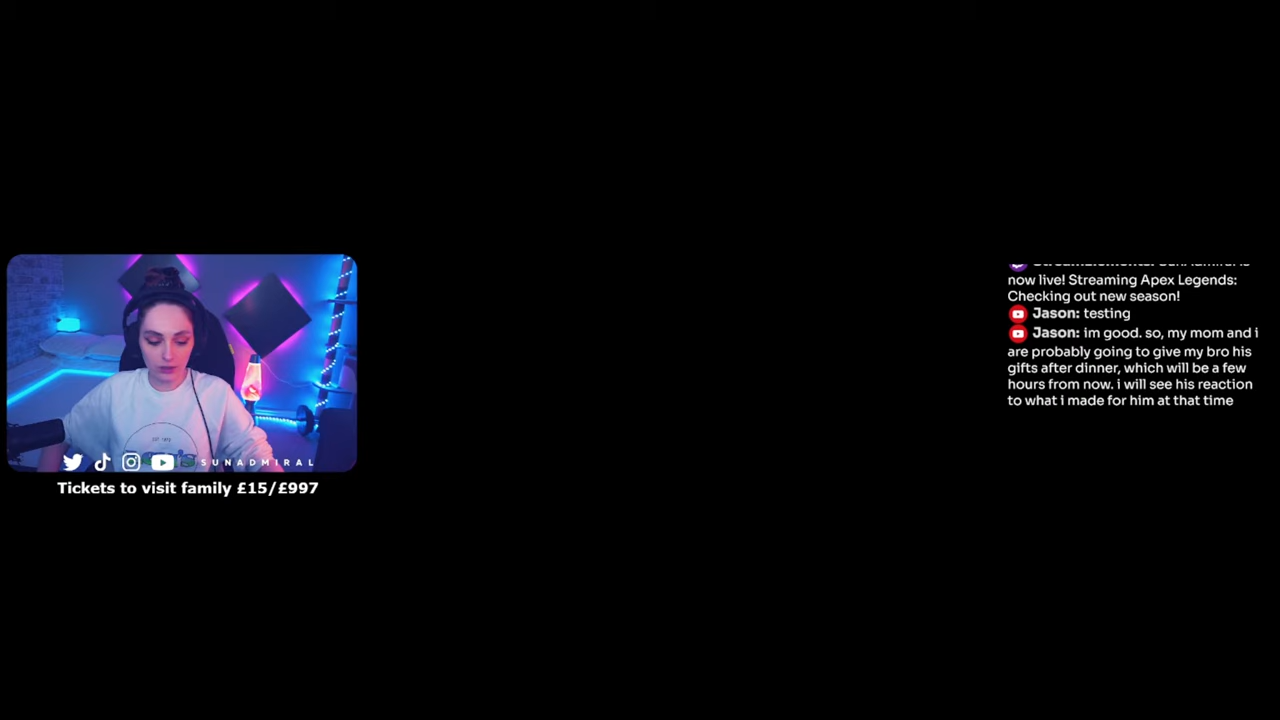 SUNADMIRAL
Tickets to visit family £15/£997
now live! Streaming Apex Legends:
Checking out new season!
Jason: testing
Jason: im good. so, my mom and i
are probably going to give my bro his
gifts after dinner, which will be a few
hours from now. i will see his reaction
to what i made for him at that time